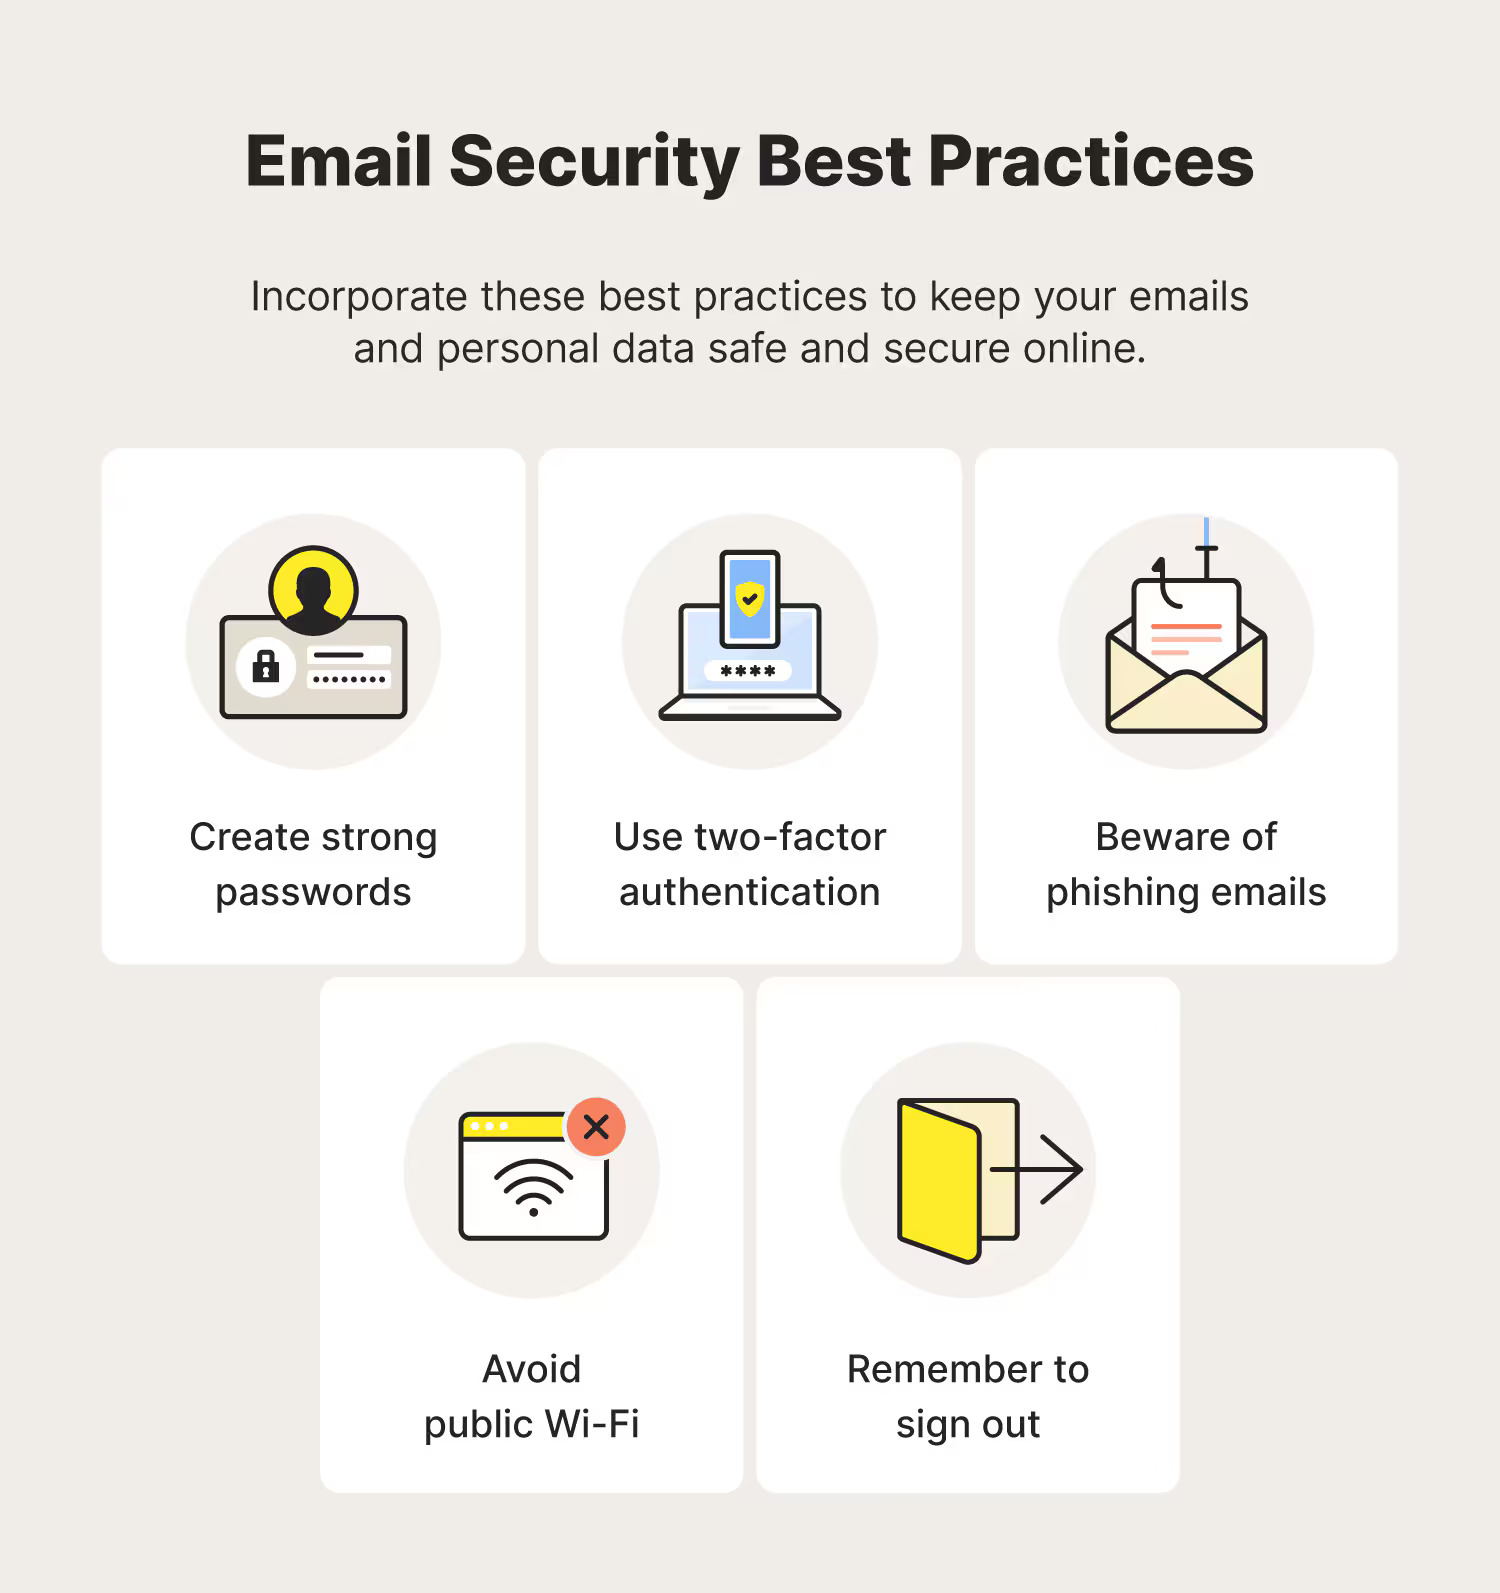 Email Security Best Practices
Incorporate these best practices to keep your emails
and personal data safe and secure online.
****
Create strong
passwords
Use two-factor
authentication
Beware of
phishing emails
Avoid
public Wi-Fi
Remember to
sign out